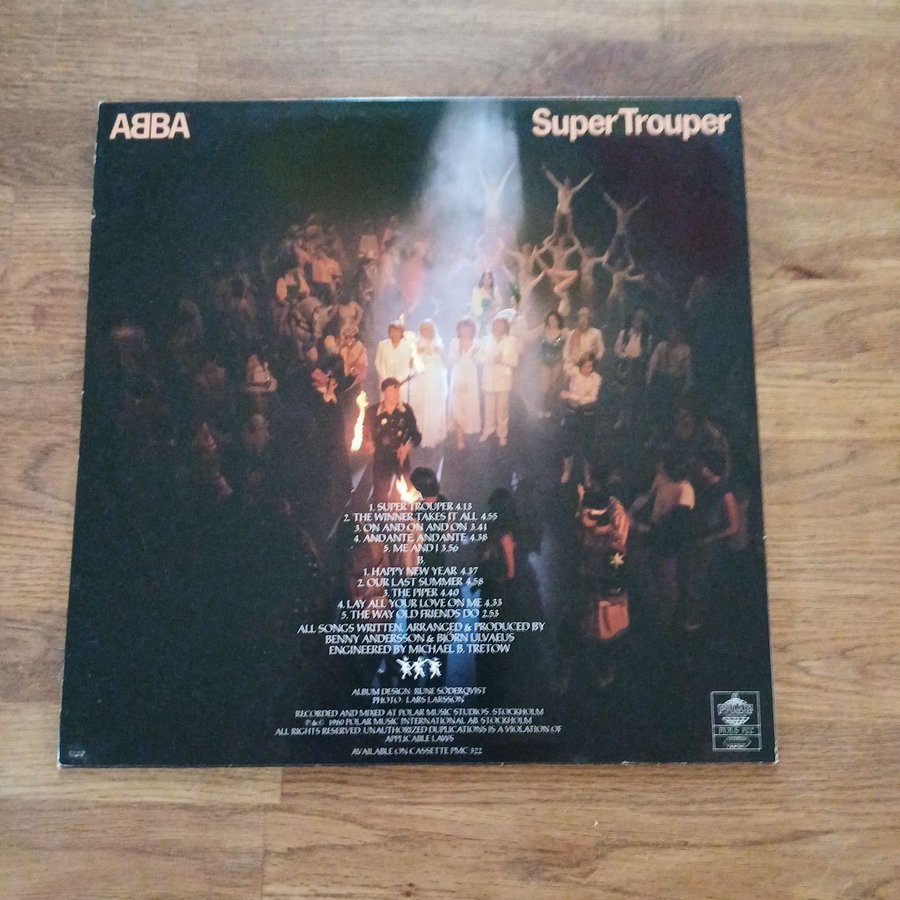 ABBA
Super Trouper
1. SUPER TROUPER 4.13
2. THE WINNER TAKES IT ALL 4.55
3. ON AND ON AND ON 3.41
4. ANDANTE, ANDANTE 4.38
5. ME AND I 3.56
B.
1. HAPPY NEW YEAR 4.37
2. OUR LAST SUMMER 4.58
3. THE PIPER 4.40
4. LAY ALL YOUR LOVE ON ME 4.33
5. THE WAY OLD FRIENDS DO 2.53
ALL SONGS WRITTEN, ARRANGED & PRODUCED BY
BENNY ANDERSSON & BJÖRN ULVAEUS
ENGINEERED BY MICHAEL B. TRETOW
ALBUM DESIGN: RUNE SÖDERQVIST
PHOTO: LARS LARSSON
RECORDED AND MIXED AT POLAR MUSIC STUDIOS, STOCKHOLM
℗ & © 1980 POLAR MUSIC INTERNATIONAL AB, STOCKHOLM
ALL RIGHTS RESERVED. UNAUTHORIZED DUPLICATIONS IS A VIOLATION OF
APPLICABLE LAWS
AVAILABLE ON CASSETTE PMC 322
POLAR
POLS 322